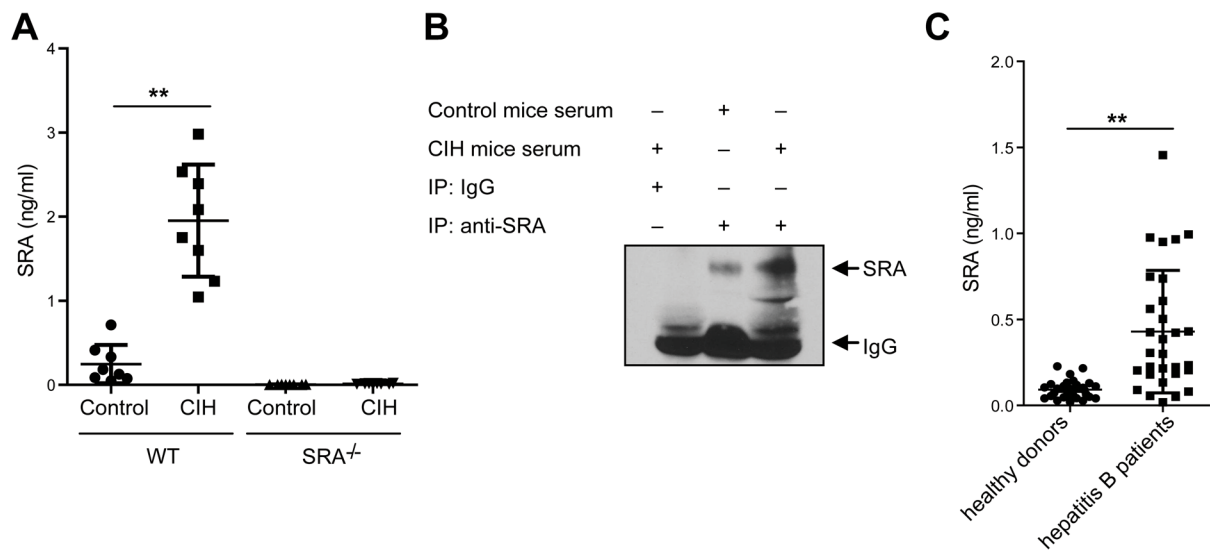 A
4
3
2
1
0
SRA (ng/ml)
**
Control CIH Control CIH
WT SRA-/-
B
Control mice serum – + –
CIH mice serum + – +
IP: IgG + – –
IP: anti-SRA – + +
SRA
IgG
C
2.0
1.5
1.0
0.5
0.0
SRA (ng/ml)
**
healthy donors
hepatitis B patients